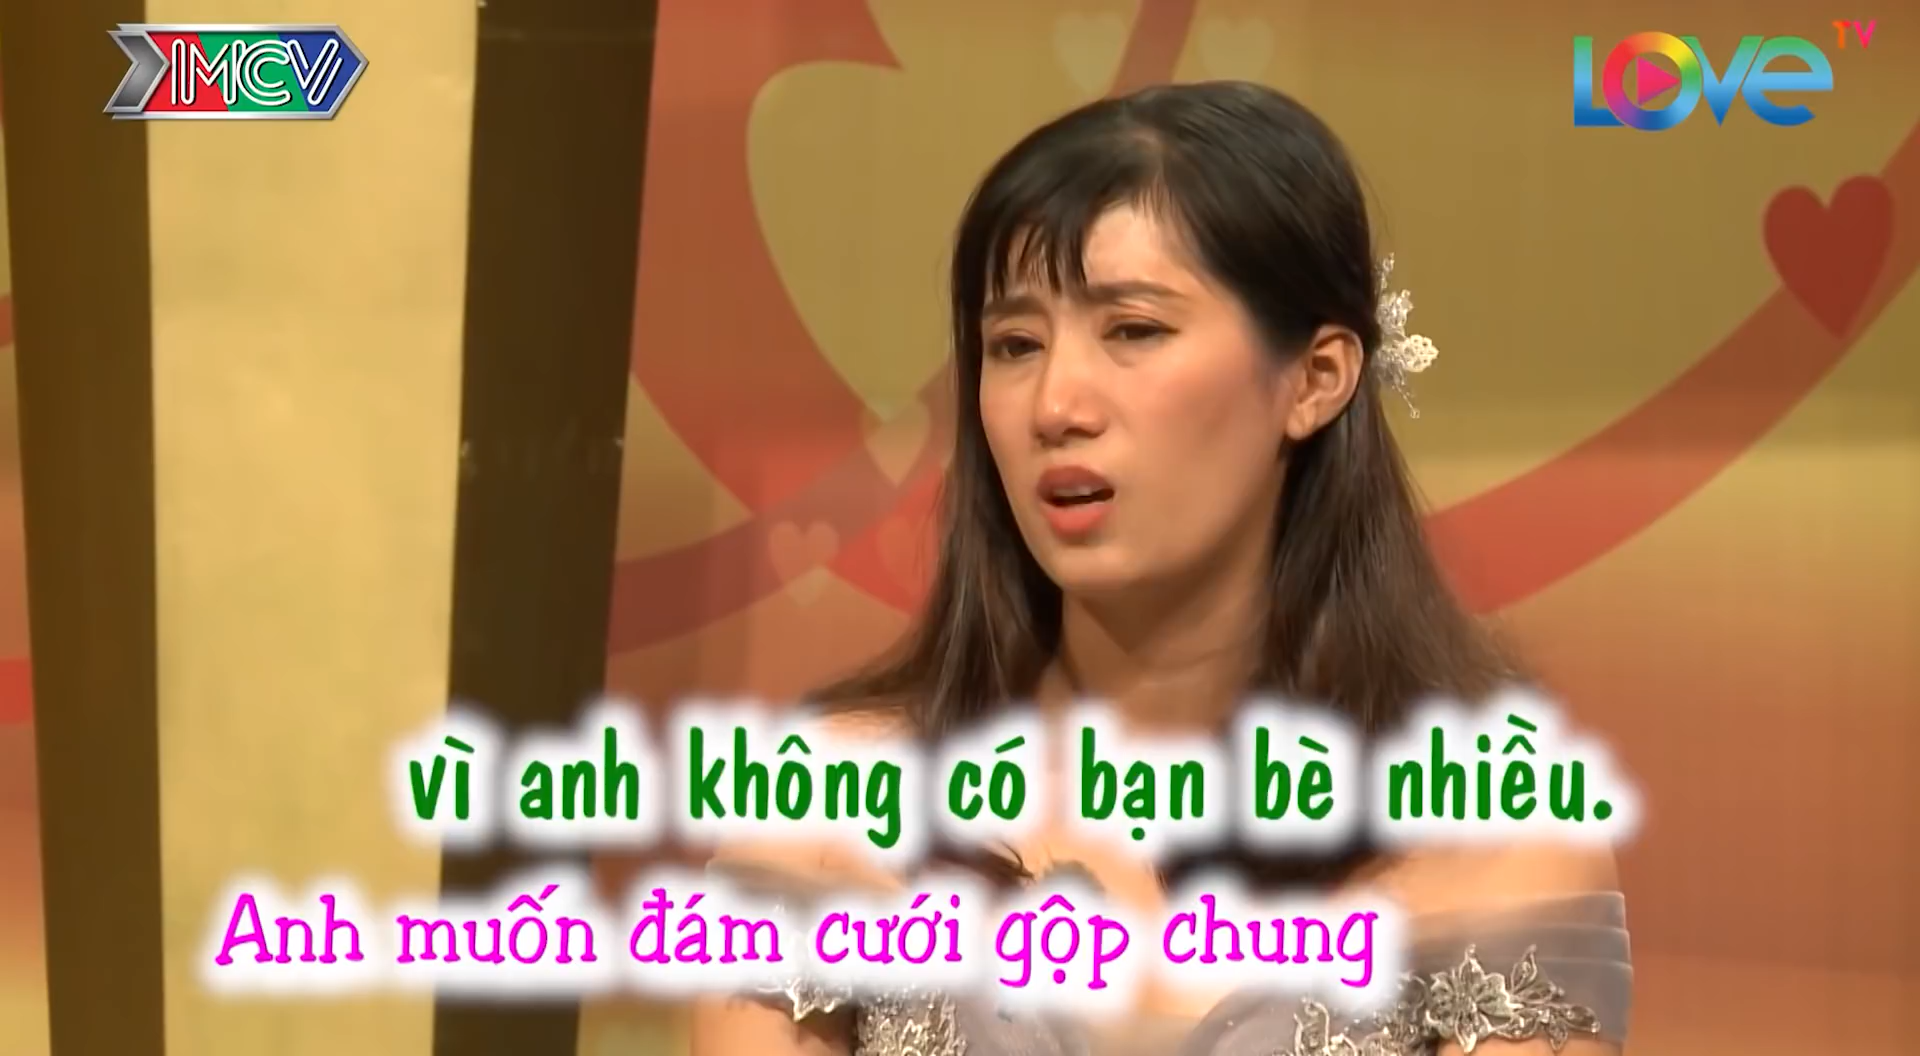 MCV
LOVE TV
vì anh không có bạn bè nhiều.
Anh muốn đám cưới gộp chung